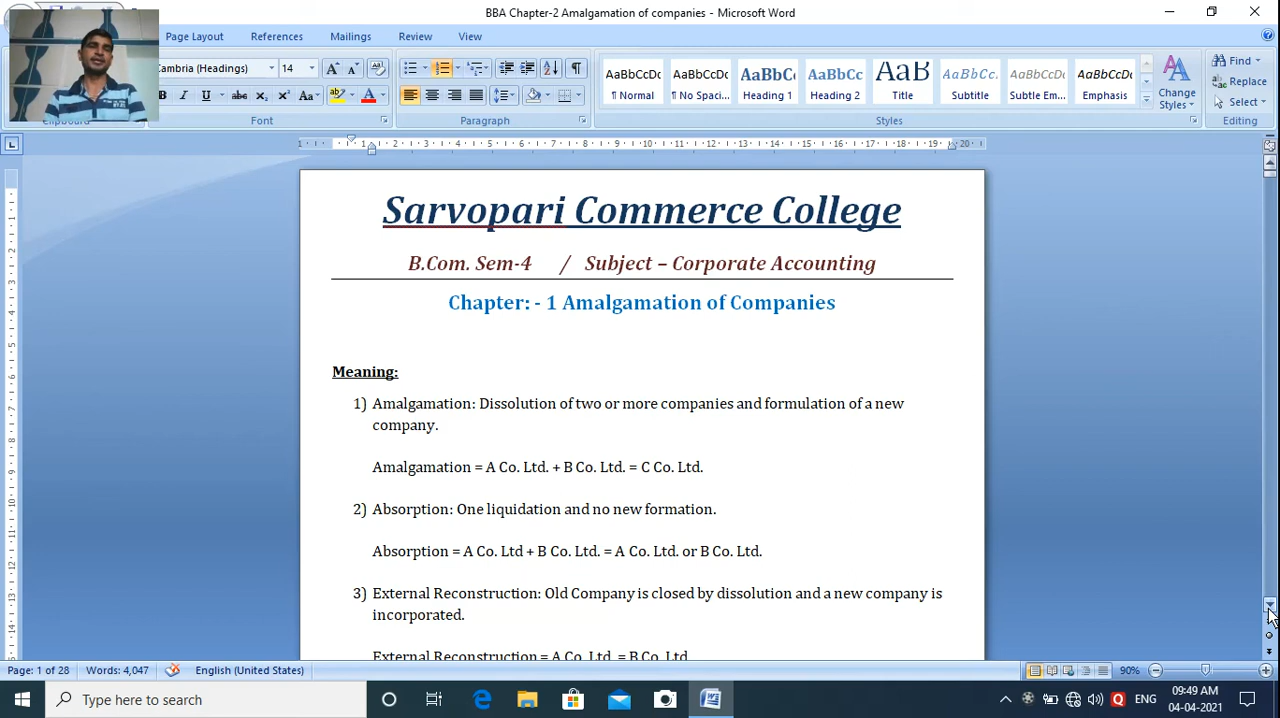 BBA Chapter-2 Amalgamation of companies - Microsoft Word
Page Layout References Mailings Review View
Cambria (Headings) 14
Font Paragraph
AaBbCcDc AaBbCcDc AaBbC AaBbCc AaB AaBbCc. AaBbCcDc AaBbCcDc
¶ Normal ¶ No Spaci... Heading 1 Heading 2 Title Subtitle Subtle Em... Emphasis
Change Styles
Styles
Find
Replace
Select
Editing
Sarvopari Commerce College
B.Com. Sem-4 / Subject – Corporate Accounting
Chapter: - 1 Amalgamation of Companies
Meaning:
1) Amalgamation: Dissolution of two or more companies and formulation of a new
company.
Amalgamation = A Co. Ltd. + B Co. Ltd. = C Co. Ltd.
2) Absorption: One liquidation and no new formation.
Absorption = A Co. Ltd + B Co. Ltd. = A Co. Ltd. or B Co. Ltd.
3) External Reconstruction: Old Company is closed by dissolution and a new company is
incorporated.
External Reconstruction = A Co. Ltd. = B Co. Ltd.
Page: 1 of 28 Words: 4,047 English (United States) 90%
Type here to search
ENG 09:49 AM
04-04-2021